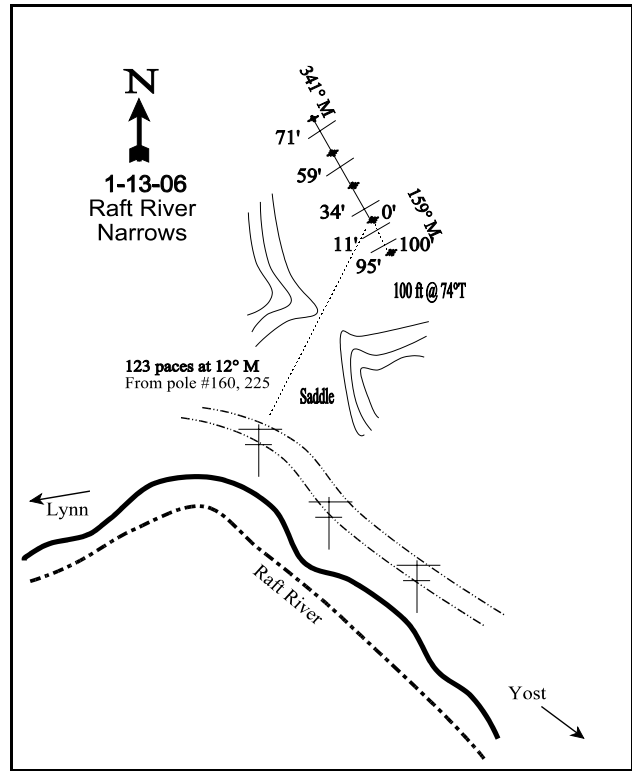 N
1-13-06
Raft River
Narrows
341° M
71'
59'
34'
0'
159° M
11'
100'
95'
100 ft @ 74°T
123 paces at 12° M
From pole #160, 225
Saddle
Lynn
Raft River
Yost